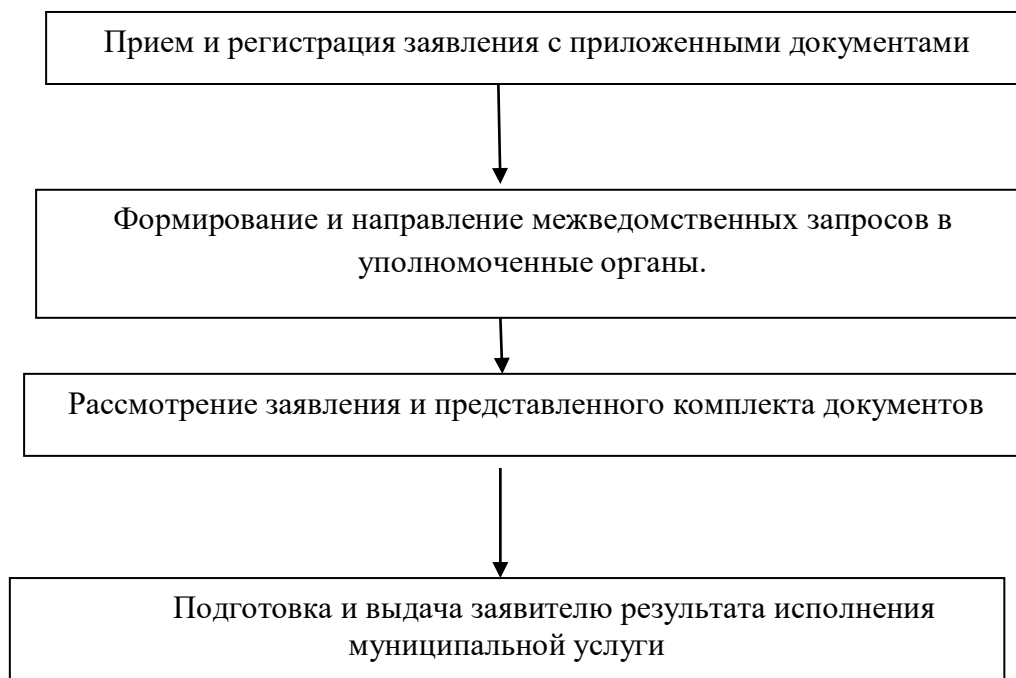 Прием и регистрация заявления с приложенными документами
Формирование и направление межведомственных запросов в
уполномоченные органы.
Рассмотрение заявления и представленного комплекта документов
Подготовка и выдача заявителю результата исполнения
муниципальной услуги